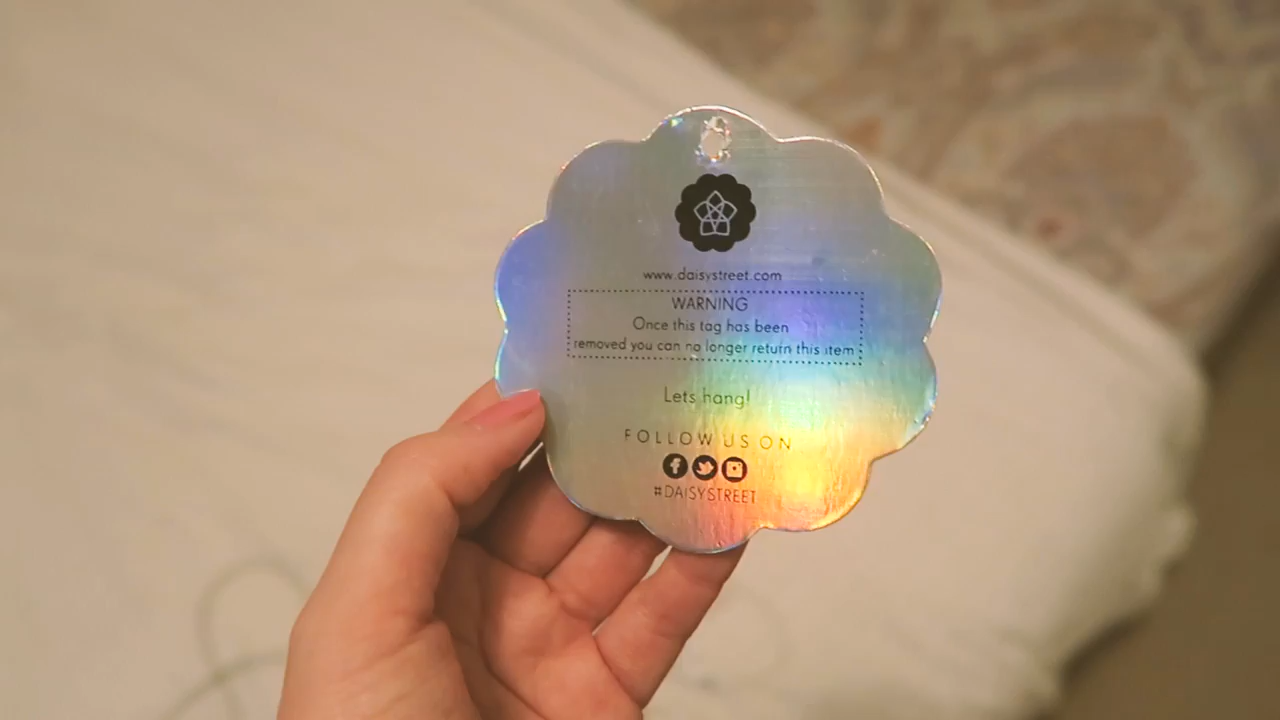 www.daisystreet.com
WARNING
Once this tag has been
removed you can no longer return this item
Lets hang!
FOLLOW US ON
#DAISYSTREET